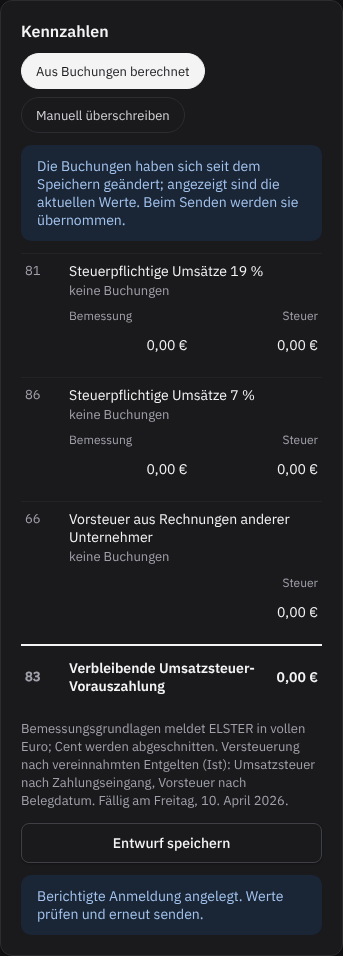 Kennzahlen
Aus Buchungen berechnet
Manuell überschreiben
Die Buchungen haben sich seit dem
Speichern geändert; angezeigt sind die
aktuellen Werte. Beim Senden werden sie
übernommen.
81 Steuerpflichtige Umsätze 19 %
keine Buchungen
Bemessung Steuer
0,00 € 0,00 €
86 Steuerpflichtige Umsätze 7 %
keine Buchungen
Bemessung Steuer
0,00 € 0,00 €
66 Vorsteuer aus Rechnungen anderer
Unternehmer
keine Buchungen
Steuer
0,00 €
83 Verbleibende Umsatzsteuer-
Vorauszahlung 0,00 €
Bemessungsgrundlagen meldet ELSTER in vollen
Euro; Cent werden abgeschnitten. Versteuerung
nach vereinnahmten Entgelten (Ist): Umsatzsteuer
nach Zahlungseingang, Vorsteuer nach
Belegdatum. Fällig am Freitag, 10. April 2026.
Entwurf speichern
Berichtigte Anmeldung angelegt. Werte
prüfen und erneut senden.